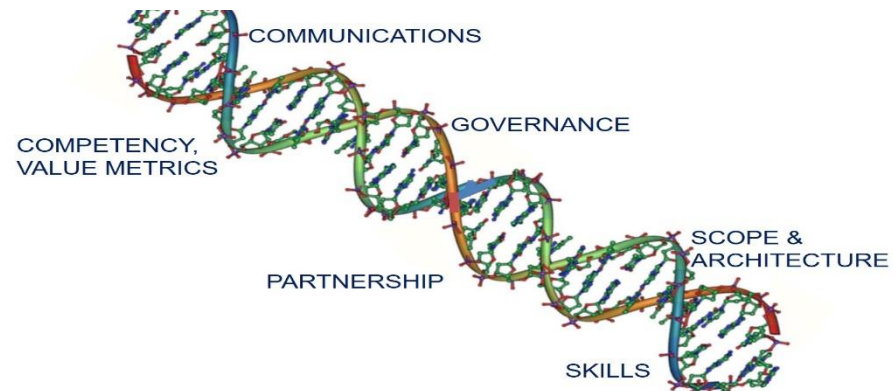 COMMUNICATIONS
COMPETENCY,
VALUE METRICS
GOVERNANCE
PARTNERSHIP
SCOPE &
ARCHITECTURE
SKILLS